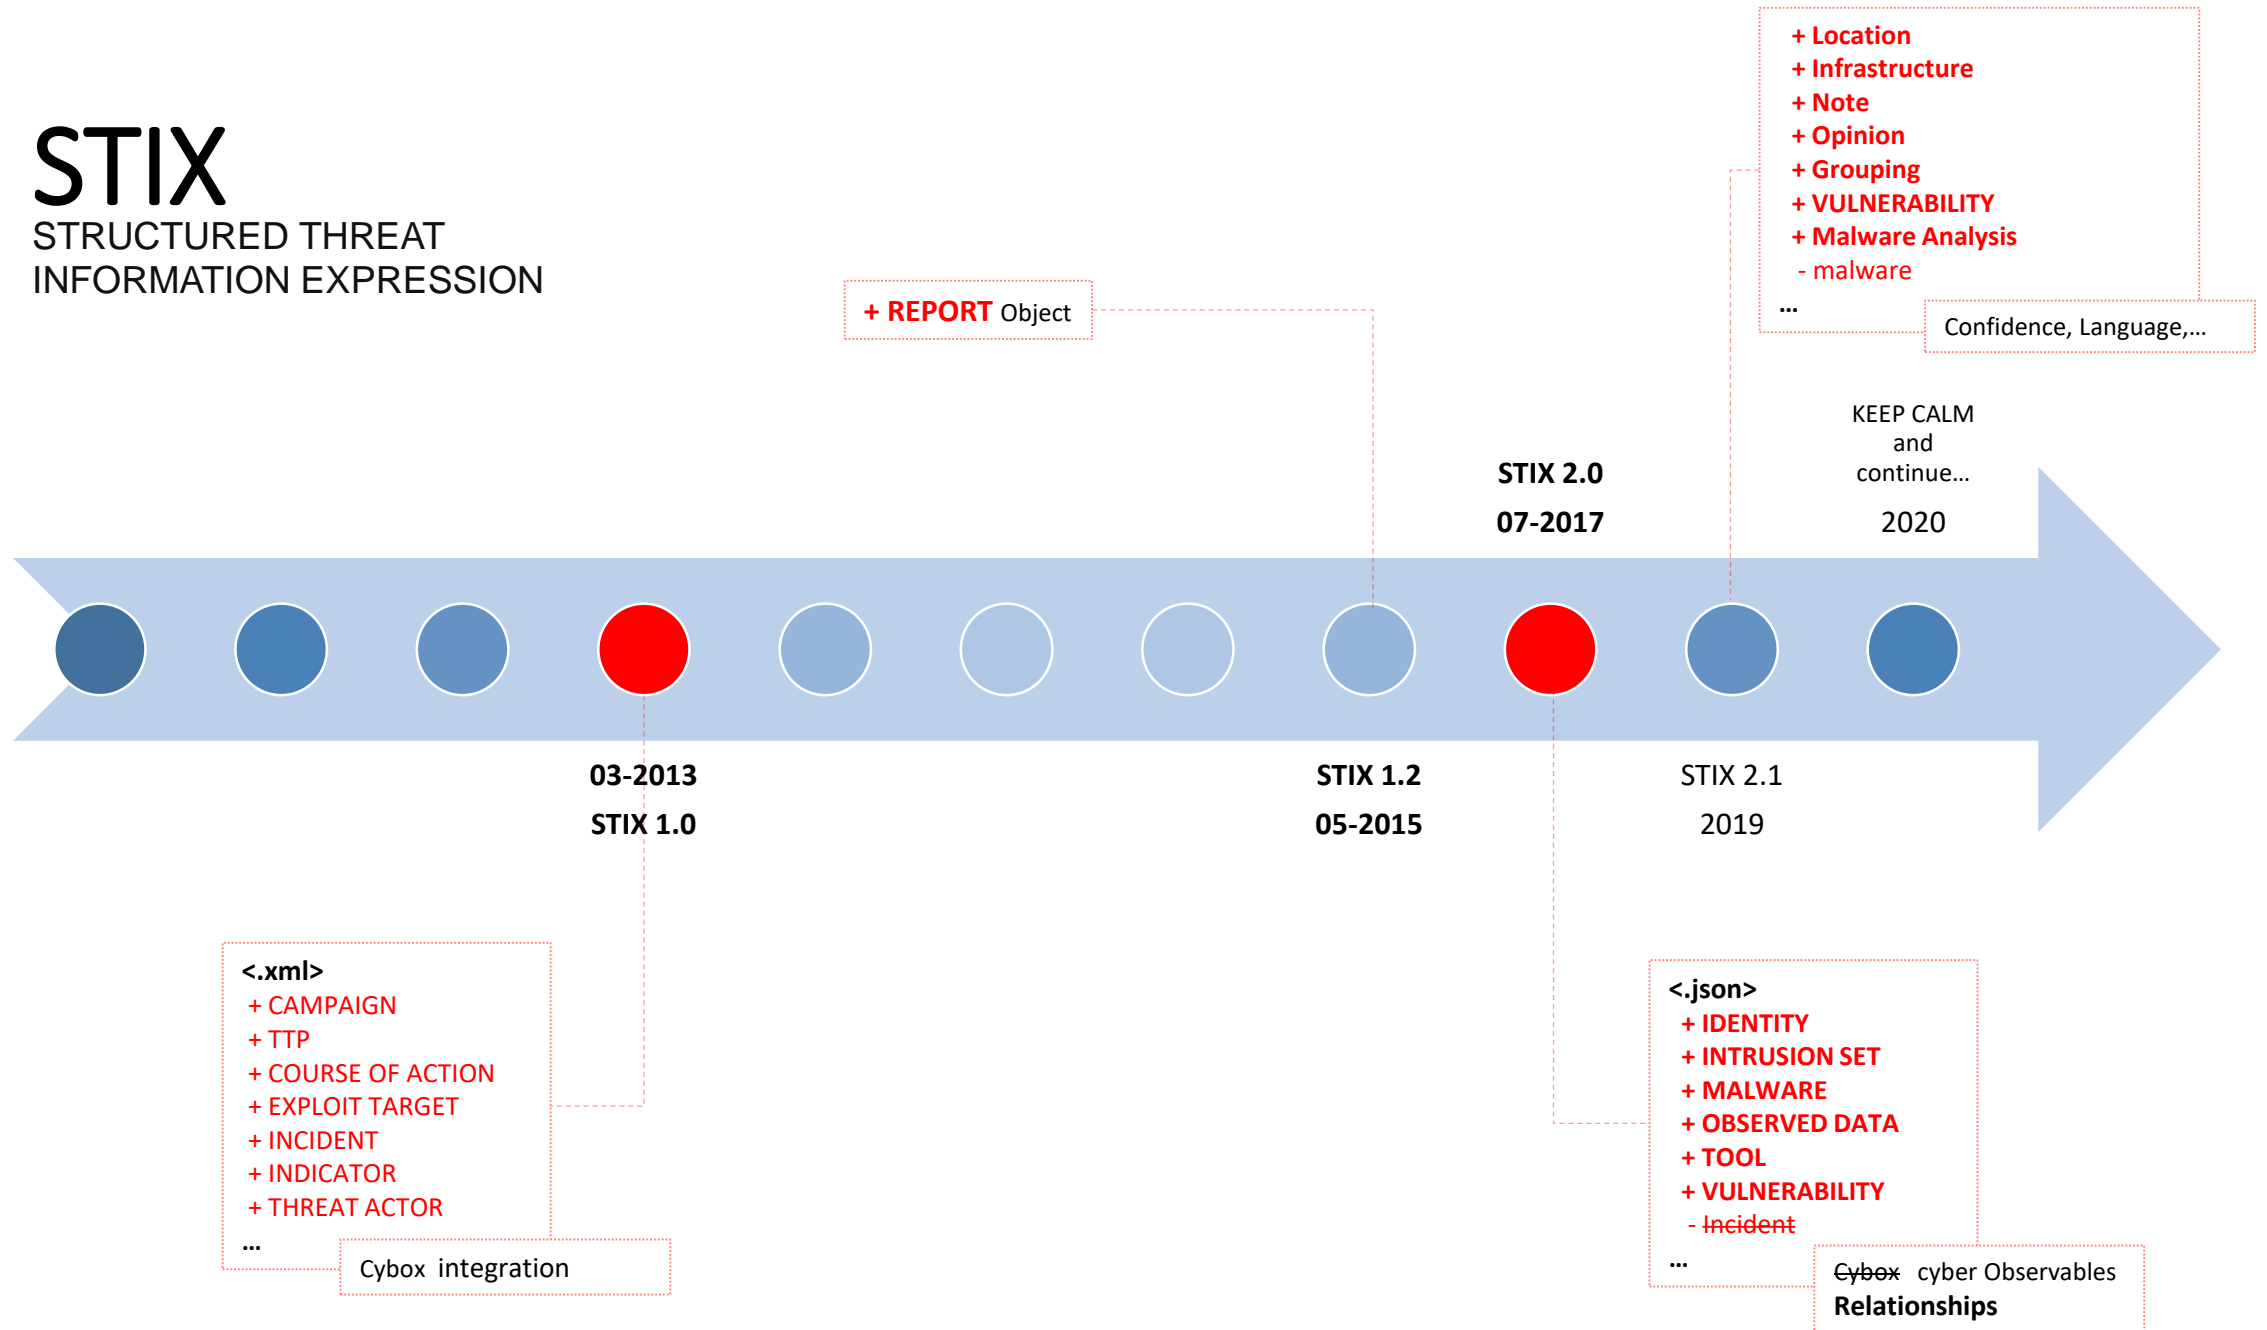 STIX
STRUCTURED THREAT
INFORMATION EXPRESSION
+ REPORT Object
+ Location
+ Infrastructure
+ Note
+ Opinion
+ Grouping
+ VULNERABILITY
+ Malware Analysis
- malware
...
Confidence, Language,...
KEEP CALM
and
continue...
2020
STIX 2.0
07-2017
03-2013
STIX 1.0
STIX 1.2
05-2015
STIX 2.1
2019
<.xml>
+ CAMPAIGN
+ TTP
+ COURSE OF ACTION
+ EXPLOIT TARGET
+ INCIDENT
+ INDICATOR
+ THREAT ACTOR
...
Cybox integration
<.json>
+ IDENTITY
+ INTRUSION SET
+ MALWARE
+ OBSERVED DATA
+ TOOL
+ VULNERABILITY
- Incident
...
Cybox cyber Observables
Relationships